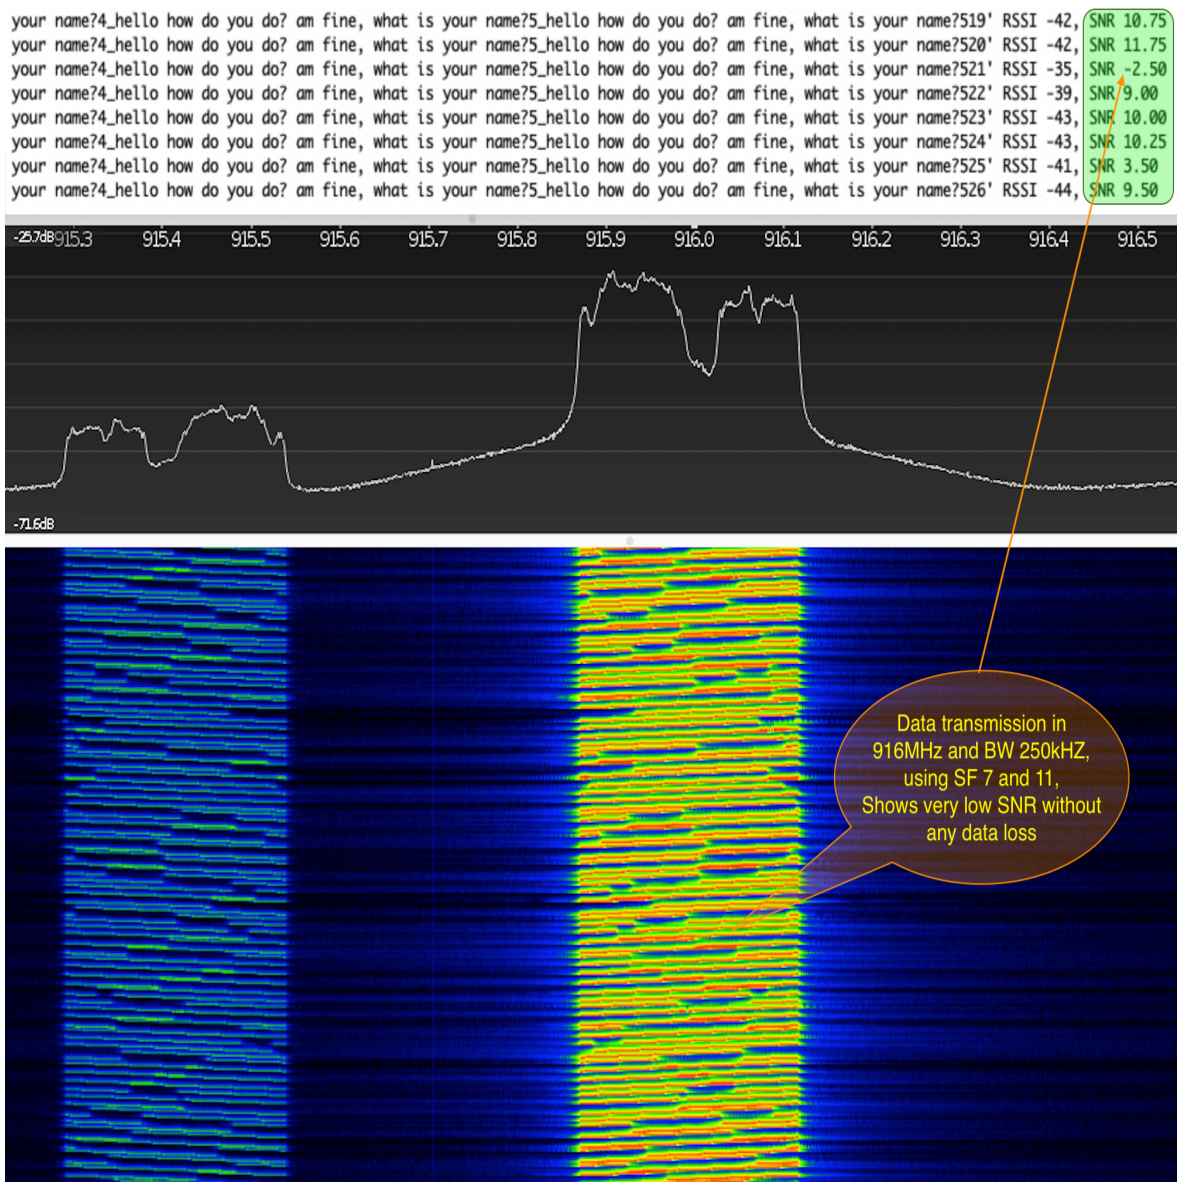 your name?4_hello how do you do? am fine, what is your name?5_hello how do you do? am fine, what is your name?519' RSSI -42, SNR 10.75
your name?4_hello how do you do? am fine, what is your name?5_hello how do you do? am fine, what is your name?520' RSSI -42, SNR 11.75
your name?4_hello how do you do? am fine, what is your name?5_hello how do you do? am fine, what is your name?521' RSSI -35, SNR -2.50
your name?4_hello how do you do? am fine, what is your name?5_hello how do you do? am fine, what is your name?522' RSSI -39, SNR 9.00
your name?4_hello how do you do? am fine, what is your name?5_hello how do you do? am fine, what is your name?523' RSSI -43, SNR 10.00
your name?4_hello how do you do? am fine, what is your name?5_hello how do you do? am fine, what is your name?524' RSSI -43, SNR 10.25
your name?4_hello how do you do? am fine, what is your name?5_hello how do you do? am fine, what is your name?525' RSSI -41, SNR 3.50
your name?4_hello how do you do? am fine, what is your name?5_hello how do you do? am fine, what is your name?526' RSSI -44, SNR 9.50
-25.7dB 915.3 915.4 915.5 915.6 915.7 915.8 915.9 916.0 916.1 916.2 916.3 916.4 916.5
-71.6dB
Data transmission in
916MHz and BW 250kHZ,
using SF 7 and 11,
Shows very low SNR without
any data loss